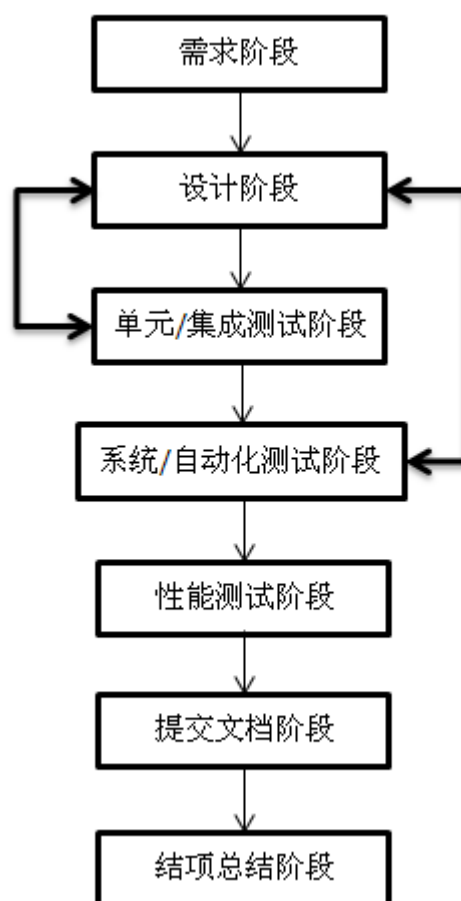 需求阶段
设计阶段
单元/集成测试阶段
系统/自动化测试阶段
性能测试阶段
提交文档阶段
结项总结阶段